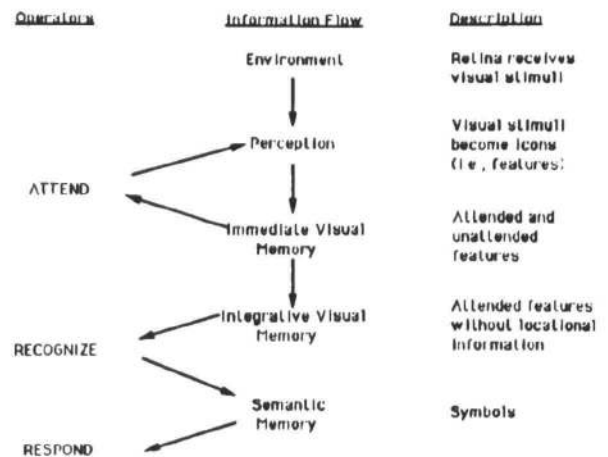 Operators Information Flow Description
Environment Retina receives
visual stimuli
Perception Visual stimuli
become icons
(i.e., features)
ATTEND
Immediate Visual
Memory
Attended and
unattended
features
Integrative Visual
Memory
Attended features
without locational
information
RECOGNIZE
Semantic
Memory
Symbols
RESPOND